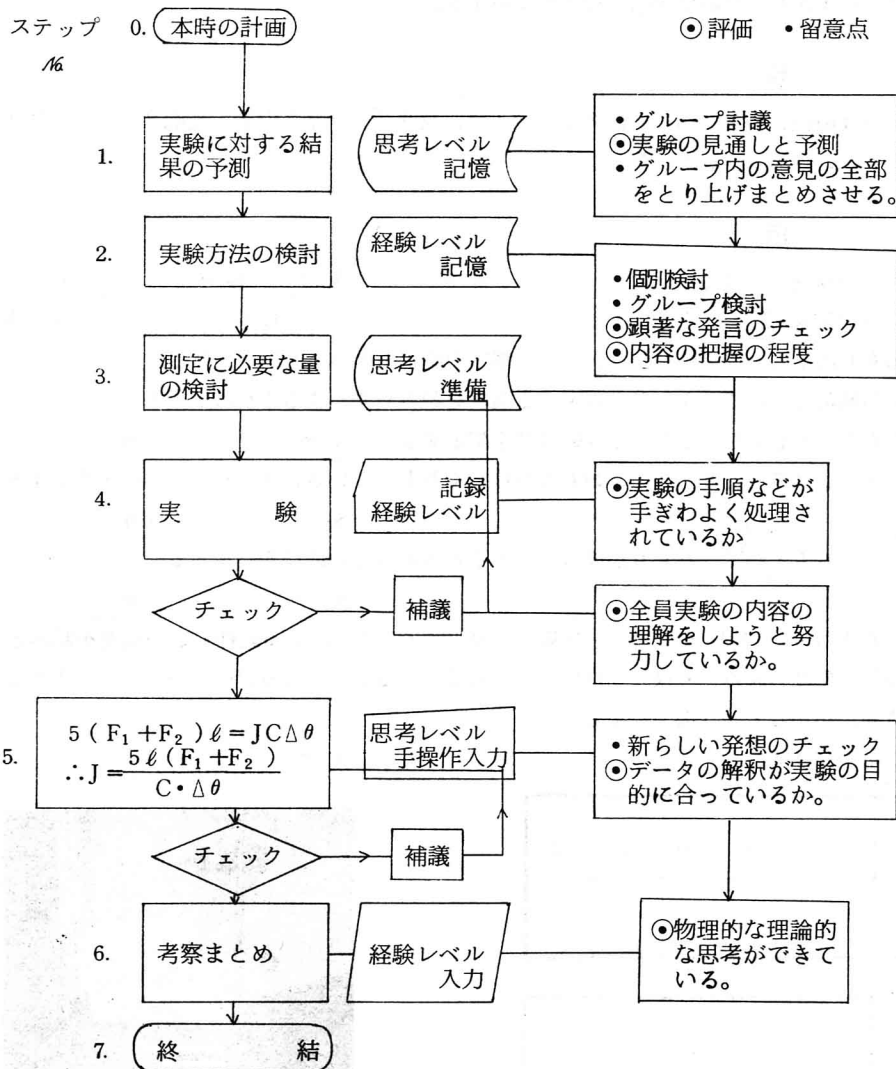 ステップ 0. 本時の計画
◉評価 ・留意点
№
1. 実験に対する結
果の予測
思考レベル
記憶
・グループ討議
◉実験の見通しと予測
・グループ内の意見の全部
をとり上げまとめさせる。
2. 実験方法の検討
経験レベル
記憶
・個別検討
・グループ検討
◉顕著な発言のチェック
◉内容の把握の程度
3. 測定に必要な量
の検討
思考レベル
準備
4. 実 験
記録
経験レベル
◉実験の手順などが
手ぎわよく処理さ
れているか
チェック
補議
◉全員実験の内容の
理解をしようと努
力しているか。
5. 5(F₁+F₂)ℓ=JCΔθ
∴J=5ℓ(F₁+F₂)/C・Δθ
思考レベル
手操作入力
・新らしい発想のチェック
◉データの解釈が実験の目
的に合っているか。
チェック
補議
6. 考察まとめ
経験レベル
入力
◉物理的な理論的
な思考ができて
いる。
7. 終 結